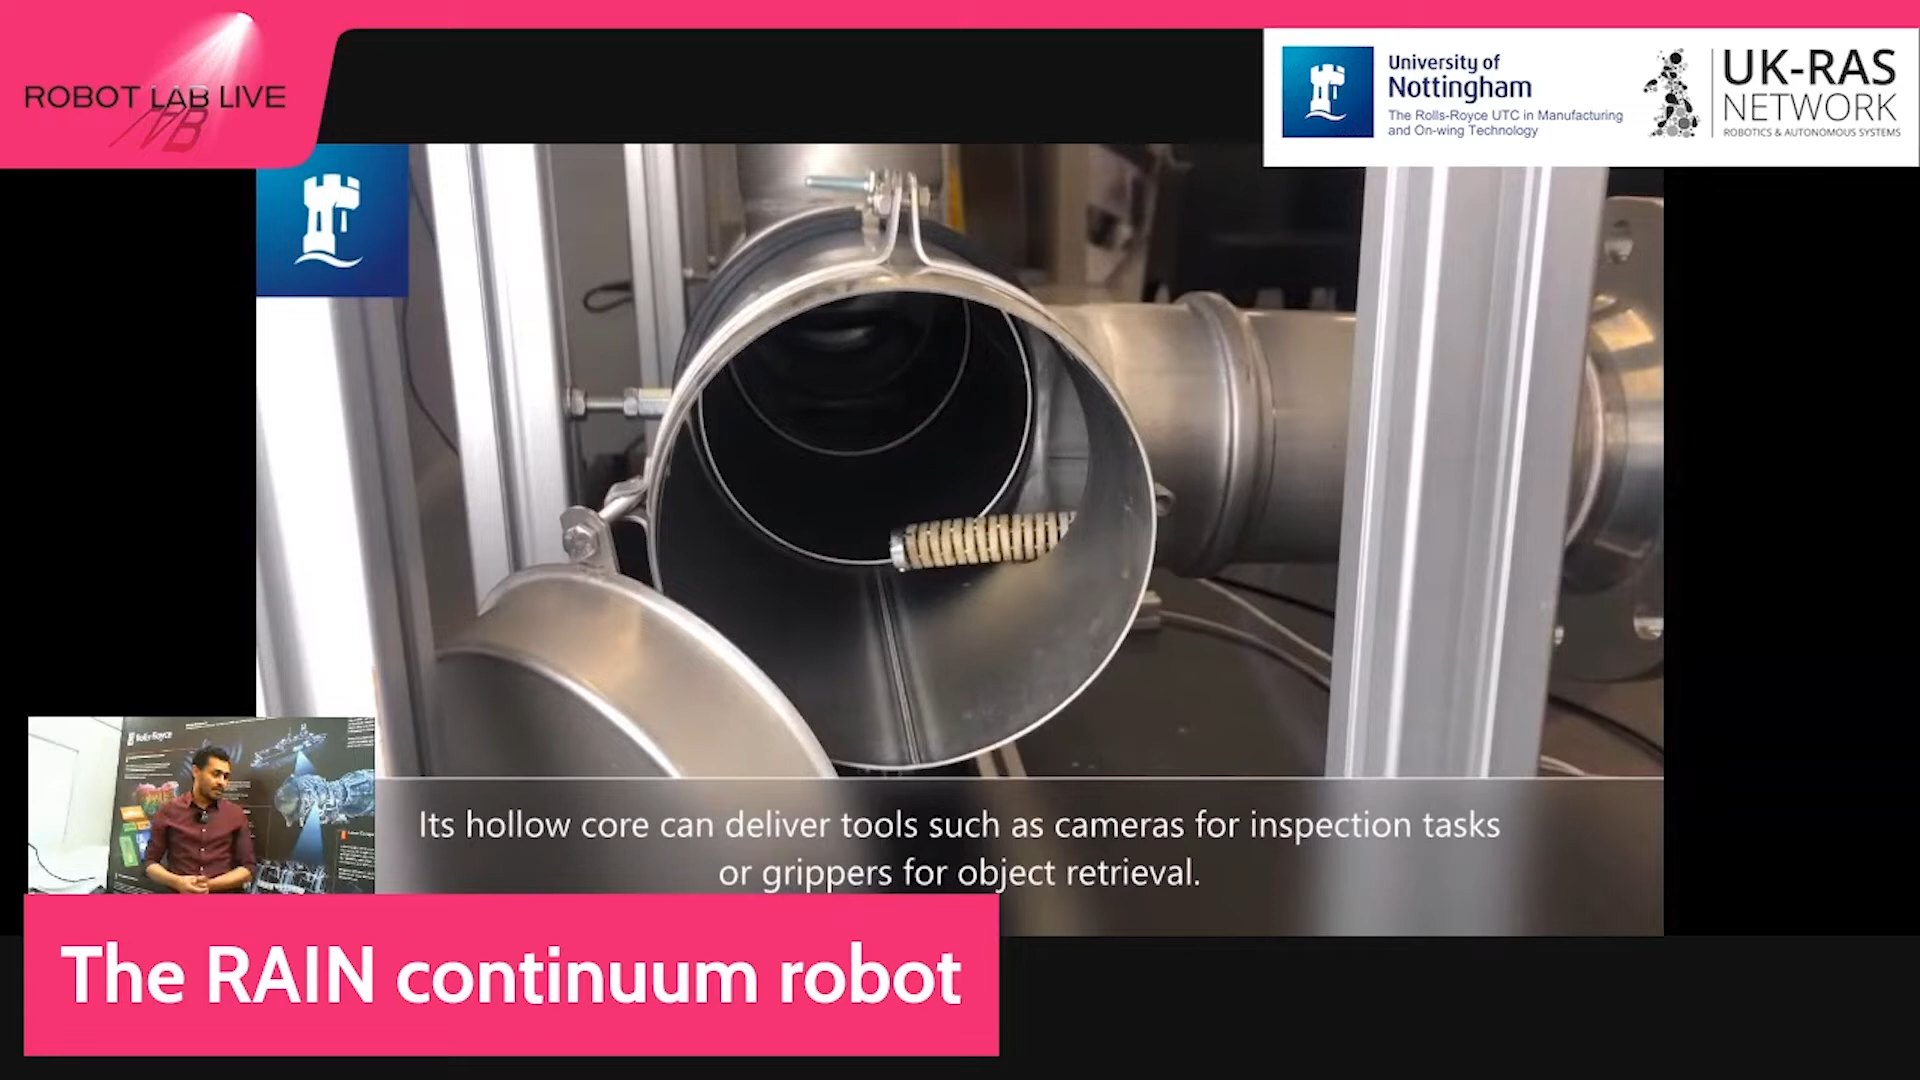 ROBOT LAB LIVE
University of
Nottingham
The Rolls-Royce UTC in Manufacturing
and On-wing Technology
UK-RAS
NETWORK
ROBOTICS & AUTONOMOUS SYSTEMS
Rolls-Royce
Its hollow core can deliver tools such as cameras for inspection tasks
or grippers for object retrieval.
The RAIN continuum robot